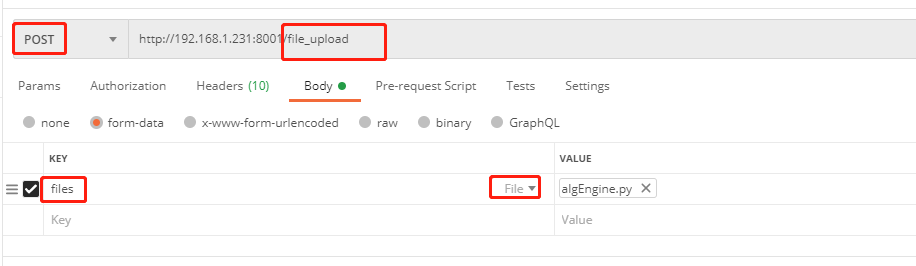 POST http://192.168.1.231:8001/file_upload
Params Authorization Headers (10) Body Pre-request Script Tests Settings
none form-data x-www-form-urlencoded raw binary GraphQL
KEY VALUE
files File algEngine.py
Key Value